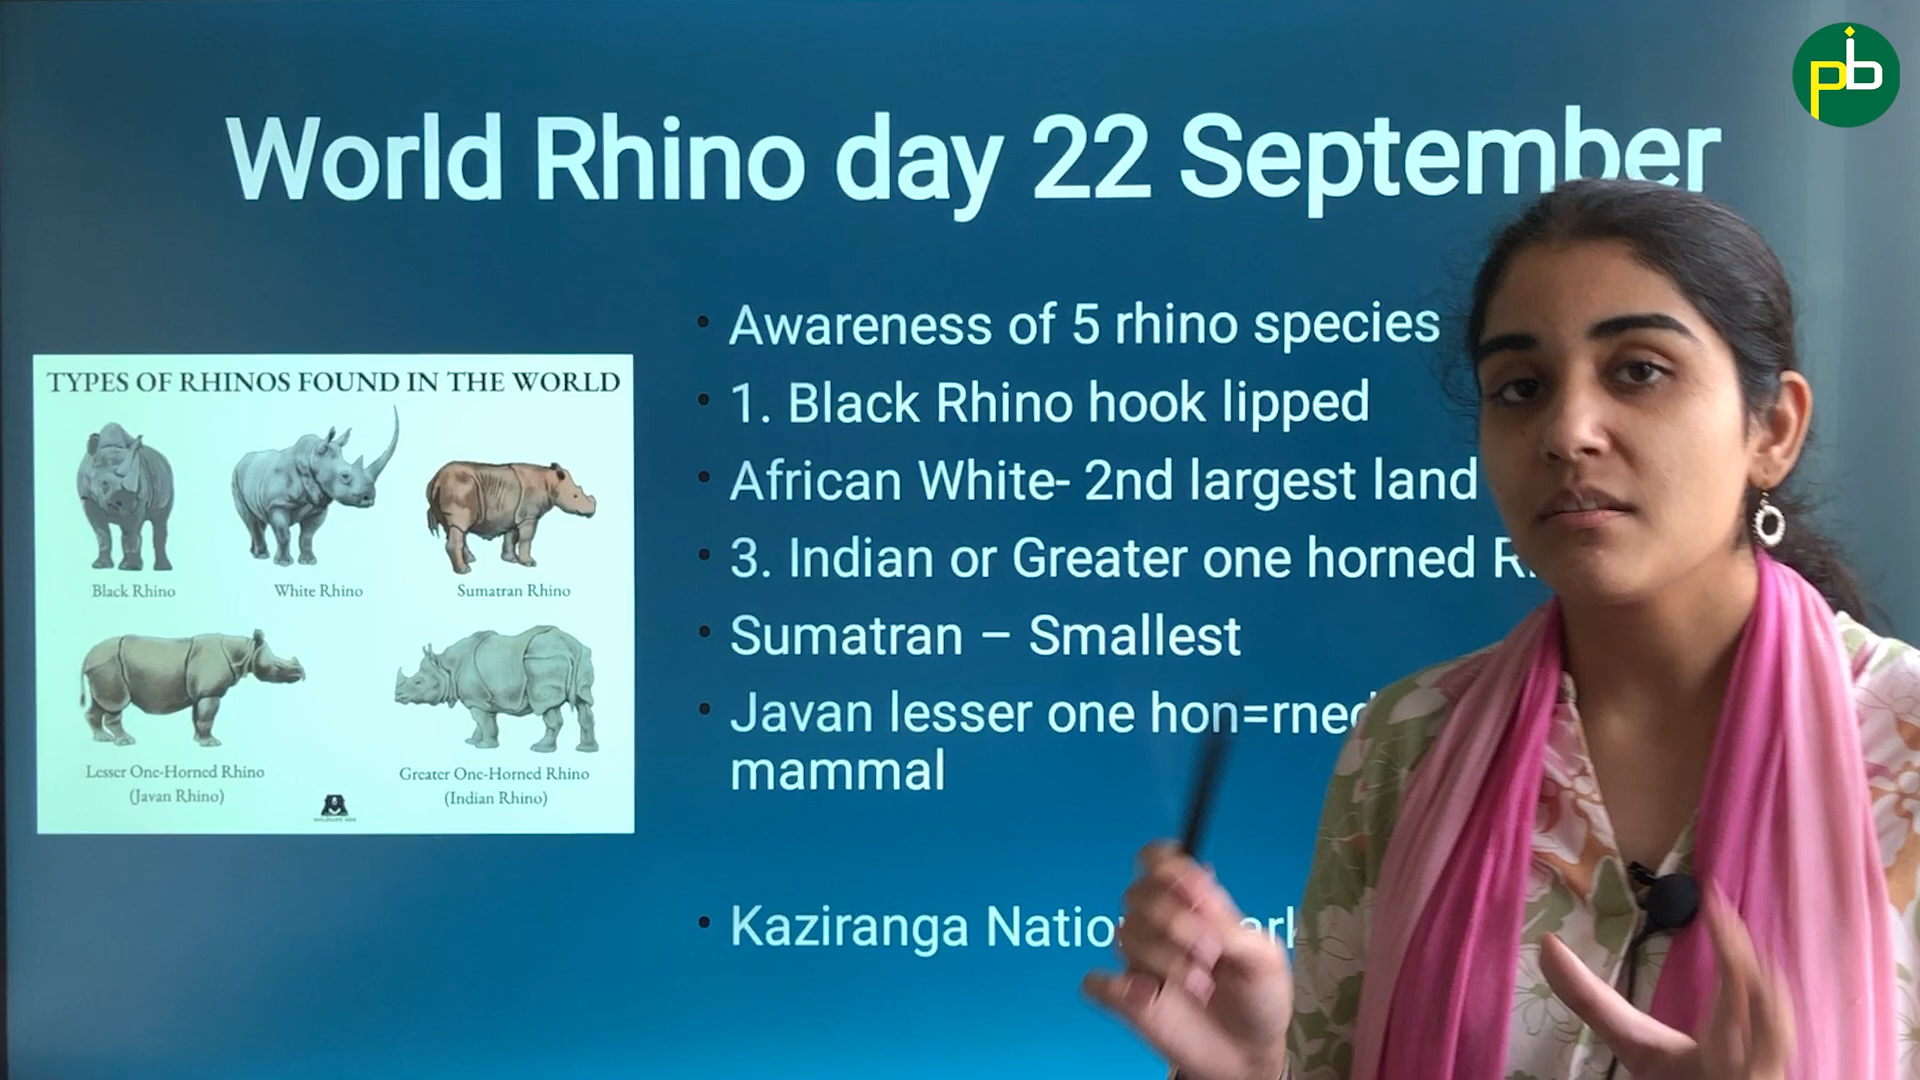 pib
World Rhino day 22 September
TYPES OF RHINOS FOUND IN THE WORLD
Black Rhino
White Rhino
Sumatran Rhino
Lesser One-Horned Rhino
(Javan Rhino)
Greater One-Horned Rhino
(Indian Rhino)
• Awareness of 5 rhino species
• 1. Black Rhino hook lipped
• African White- 2nd largest land
• 3. Indian or Greater one horned
• Sumatran – Smallest
• Javan lesser one hon=rned
mammal
• Kaziranga